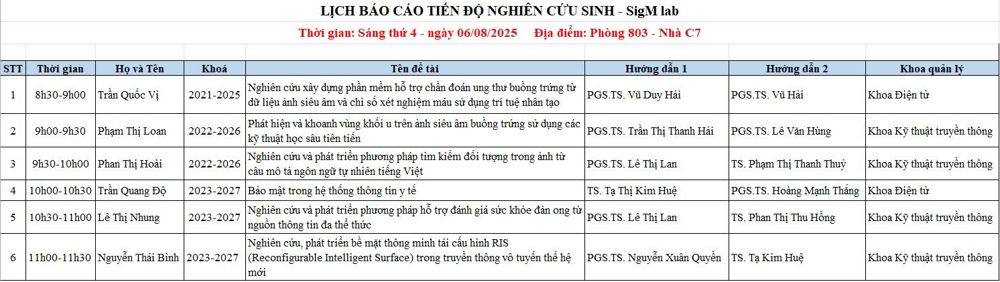 LỊCH BÁO CÁO TIẾN ĐỘ NGHIÊN CỨU SINH - SigM lab
Thời gian: Sáng thứ 4 - ngày 06/08/2025 Địa điểm: Phòng 803 - Nhà C7
STT Thời gian Họ và Tên Khoá Tên đề tài Hướng dẫn 1 Hướng dẫn 2 Khoa quản lý
1 8h30-9h00 Trần Quốc Vị 2021-2025 Nghiên cứu xây dựng phần mềm hỗ trợ chẩn đoán ung thư buồng trứng từ
dữ liệu ảnh siêu âm và chỉ số xét nghiệm máu sử dụng trí tuệ nhân tạo PGS.TS. Vũ Duy Hải PGS.TS. Vũ Hải Khoa Điện tử
2 9h00-9h30 Phạm Thị Loan 2022-2026 Phát hiện và khoanh vùng khối u trên ảnh siêu âm buồng trứng sử dụng các
kỹ thuật học sâu tiên tiến PGS.TS. Trần Thị Thanh Hải PGS.TS. Lê Văn Hùng Khoa Kỹ thuật truyền thông
3 9h30-10h00 Phan Thị Hoài 2022-2026 Nghiên cứu và phát triển phương pháp tìm kiếm đối tượng trong ảnh từ
câu mô tả ngôn ngữ tự nhiên tiếng Việt PGS.TS. Lê Thị Lan TS. Phạm Thị Thanh Thuỷ Khoa Kỹ thuật truyền thông
4 10h00-10h30 Trần Quang Độ 2023-2027 Bảo mật trong hệ thống thông tin y tế TS. Tạ Thị Kim Huệ PGS.TS. Hoàng Mạnh Thắng Khoa Điện tử
5 10h30-11h00 Lê Thị Nhung 2023-2027 Nghiên cứu và phát triển phương pháp hỗ trợ đánh giá sức khỏe đàn ong từ
nguồn thông tin đa thể thức PGS.TS. Lê Thị Lan TS. Phan Thị Thu Hồng Khoa Kỹ thuật truyền thông
6 11h00-11h30 Nguyễn Thái Bình 2023-2027 Nghiên cứu, phát triển bề mặt thông minh tái cấu hình RIS
(Reconfigurable Intelligent Surface) trong truyền thông vô tuyến thế hệ
mới PGS.TS. Nguyễn Xuân Quyền TS. Tạ Kim Huệ Khoa Kỹ thuật truyền thông